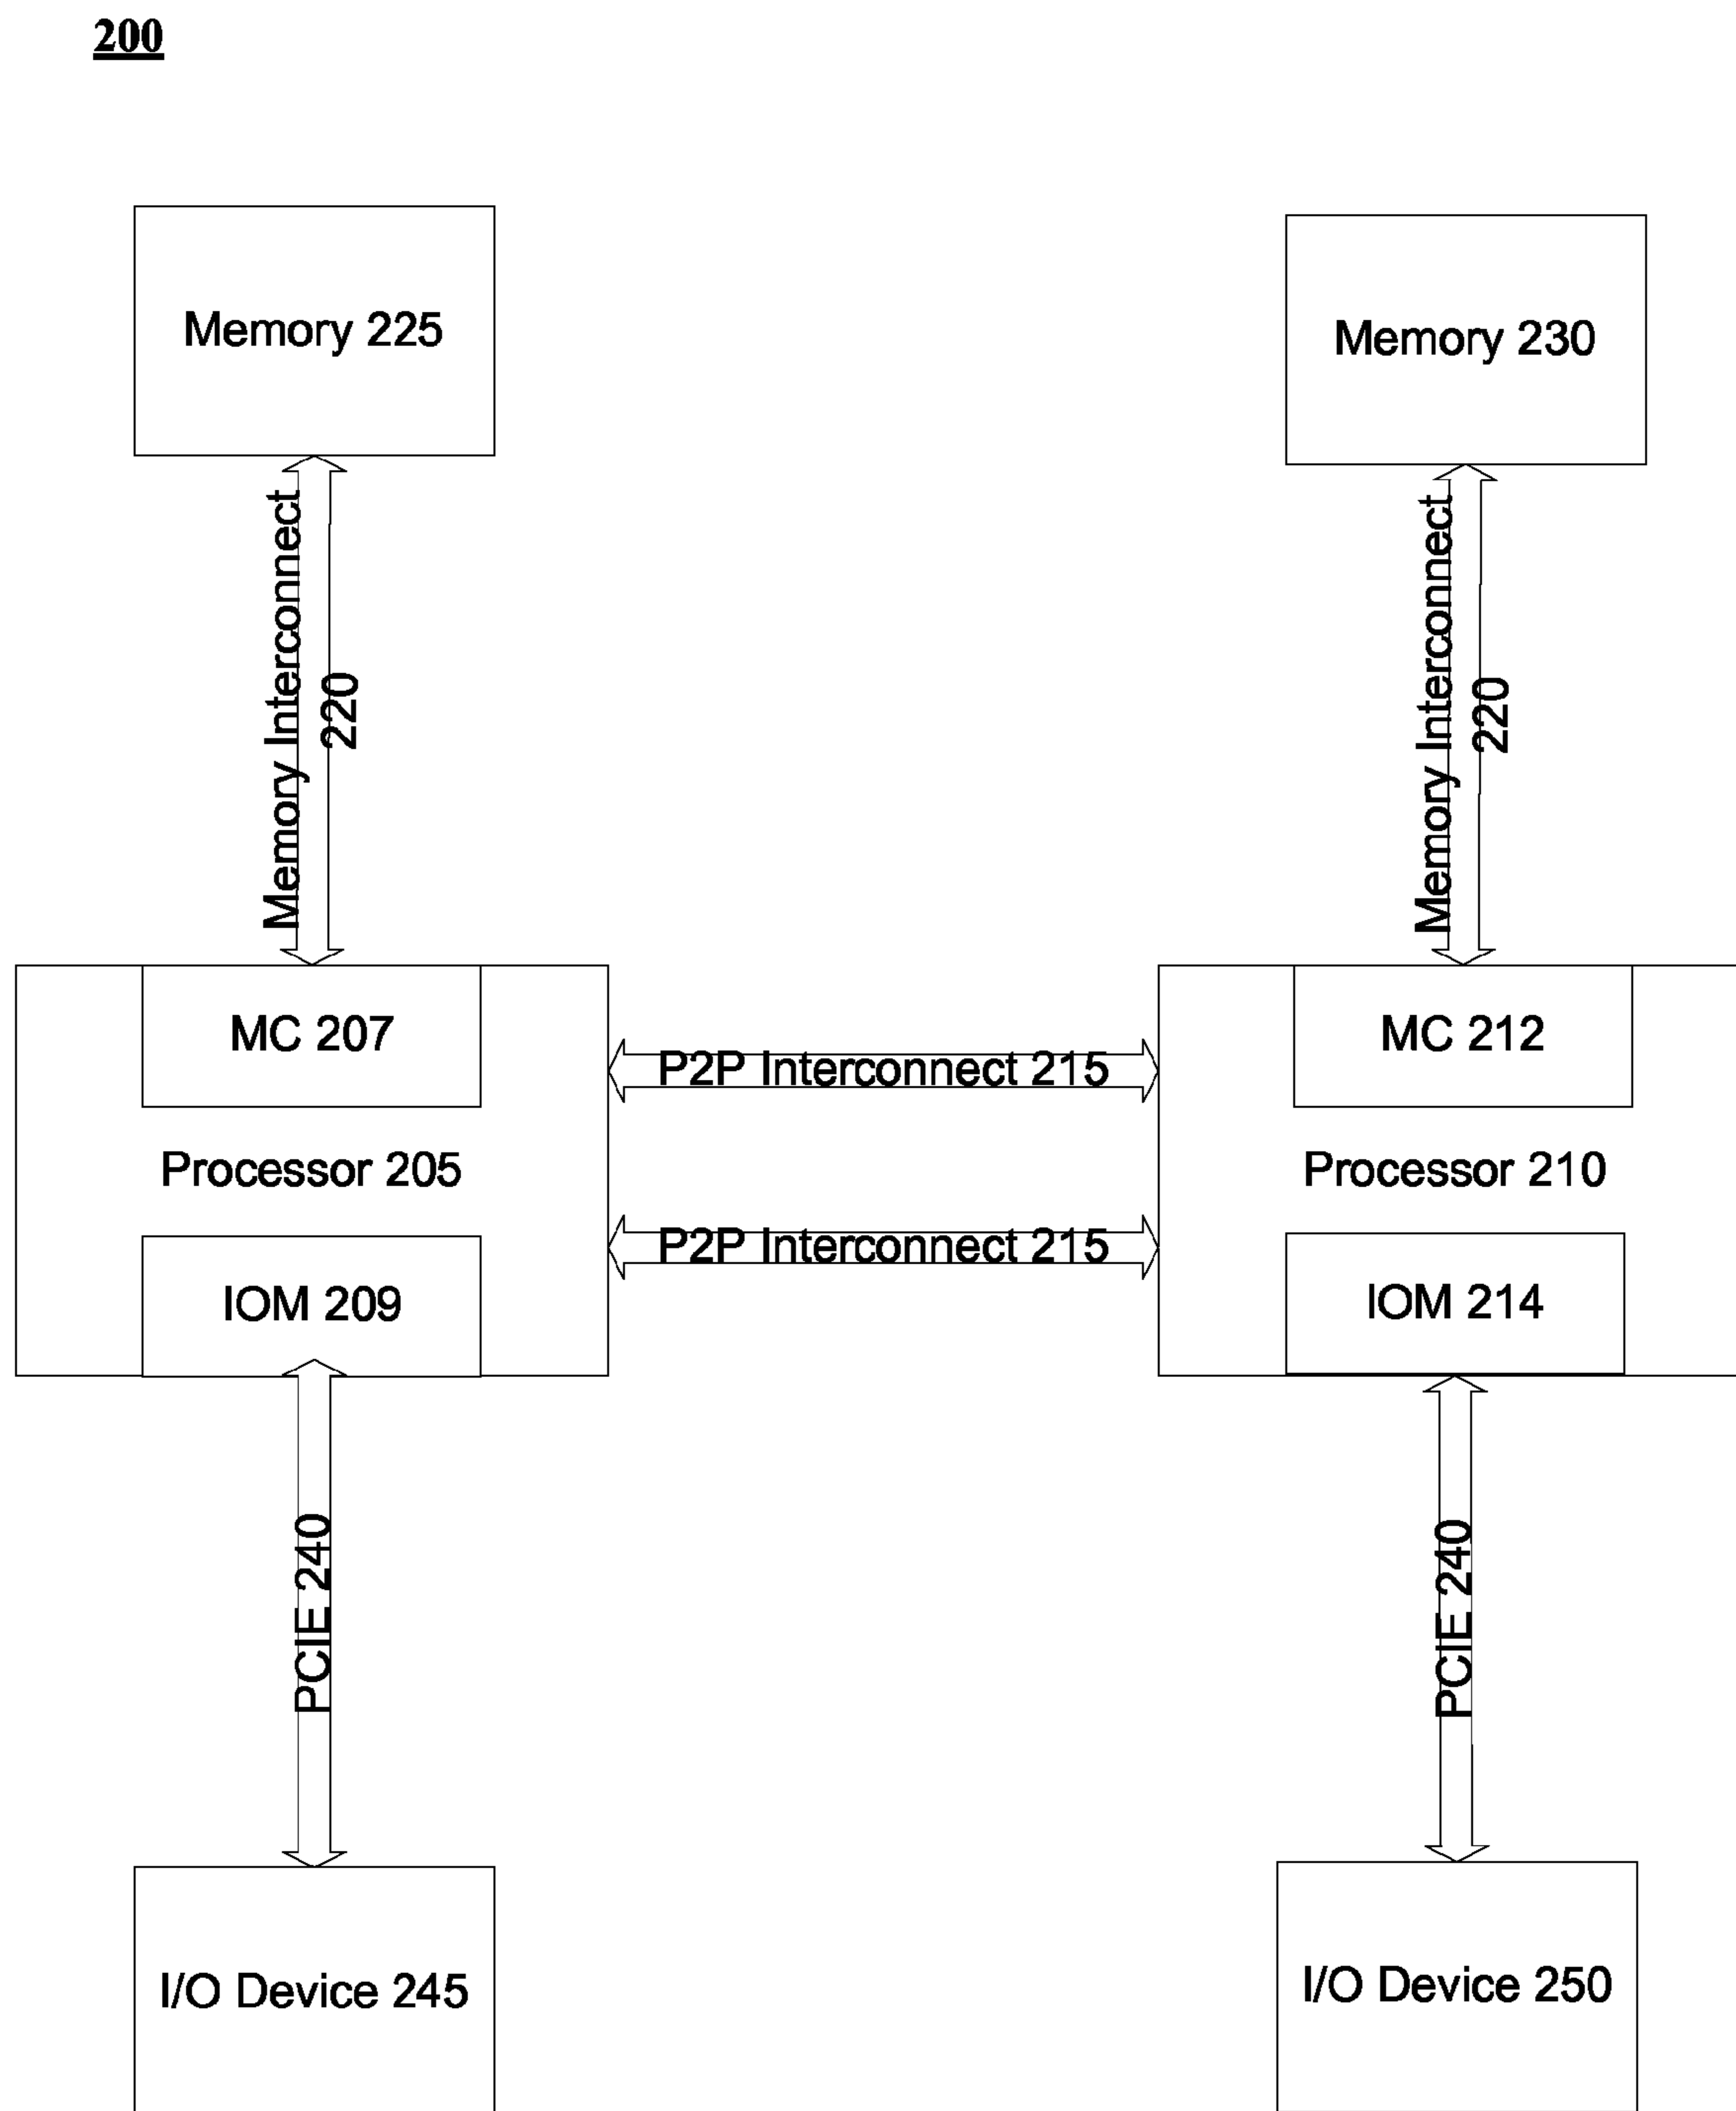 200
Memory 225
Memory 230
Memory Interconnect
220
Memory Interconnect
220
MC 207
MC 212
P2P Interconnect 215
Processor 205
Processor 210
P2P Interconnect 215
IOM 209
IOM 214
PCIE 240
PCIE 240
I/O Device 245
I/O Device 250